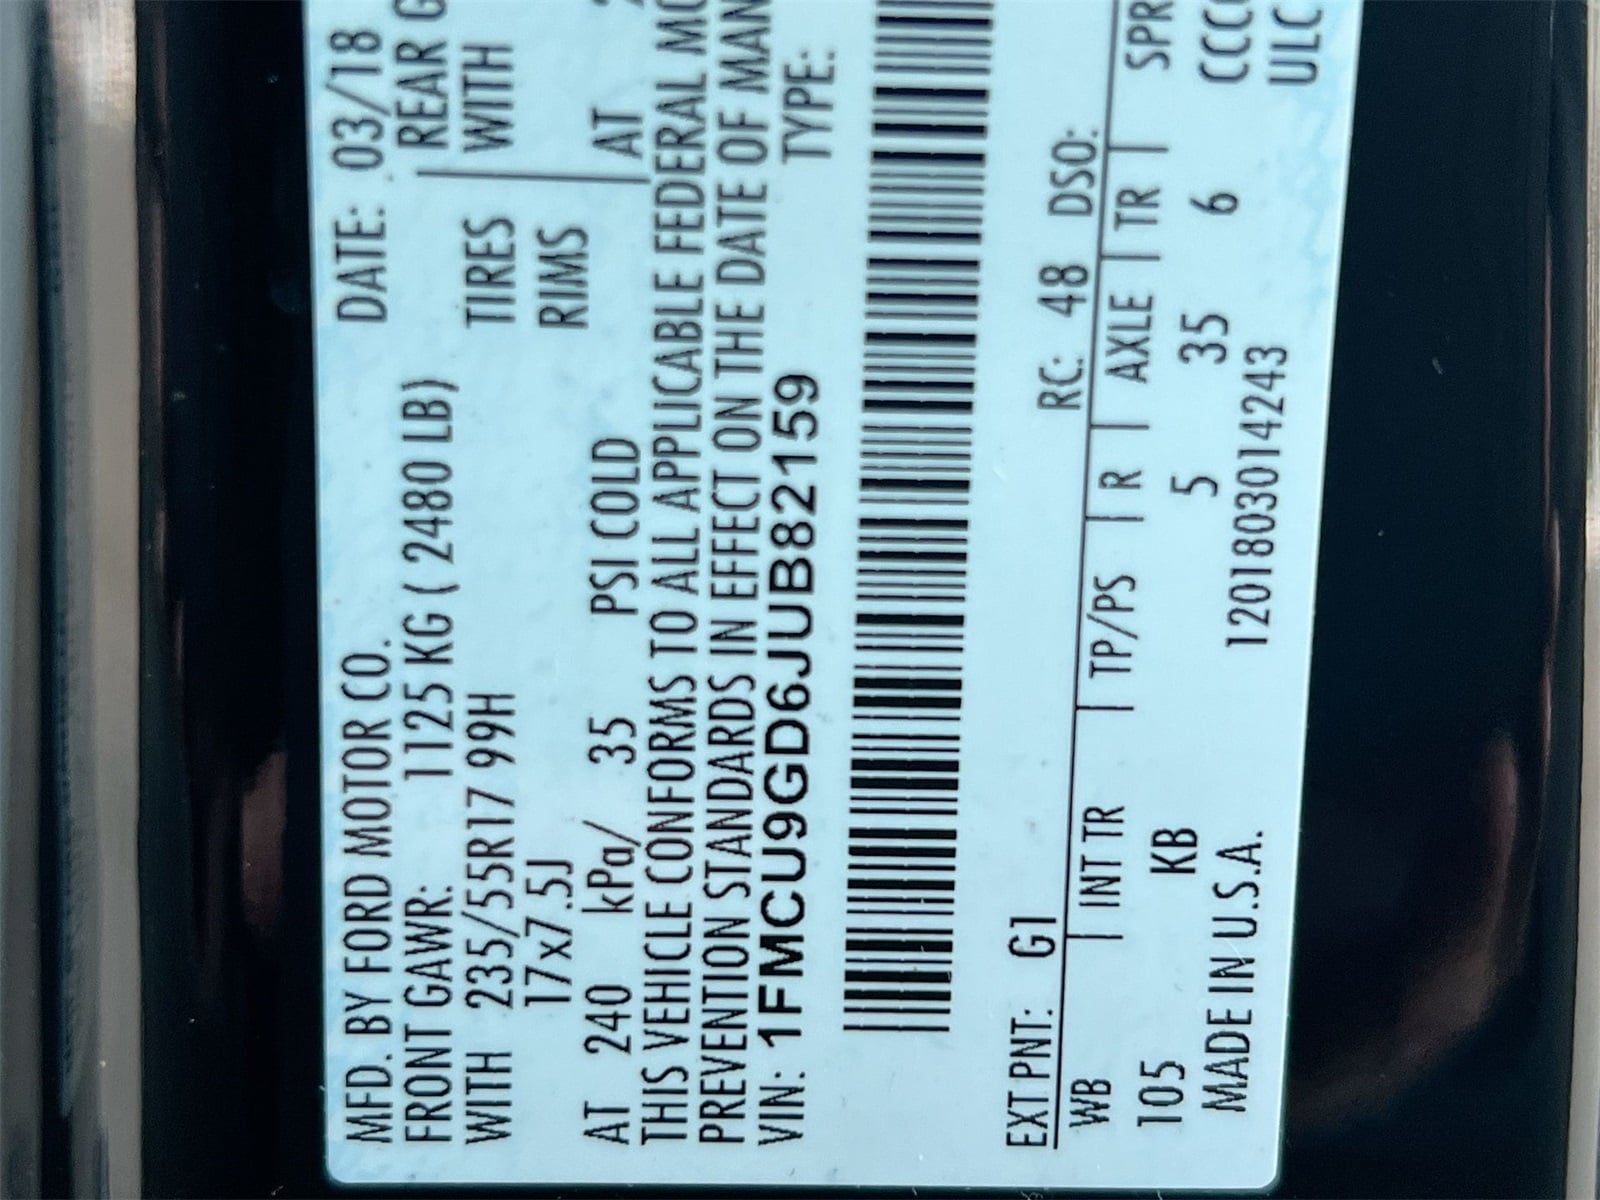 MFD. BY FORD MOTOR CO. DATE: 03/18
FRONT GAWR: 1125 KG ( 2480 LB) REAR G
WITH 235/55R17 99H TIRES WITH
17x7.5J RIMS
AT 240 kPa/ 35 PSI COLD AT
THIS VEHICLE CONFORMS TO ALL APPLICABLE FEDERAL MO
PREVENTION STANDARDS IN EFFECT ON THE DATE OF MAN
VIN: 1FMCU9GD6JUB82159 TYPE:
EXT PNT: G1 RC: 48 DSO:
WB | INT TR | TP/PS | R | AXLE | TR | SPR
105 KB 5 35 6 CCC
MADE IN U.S.A. 1201803014243 ULC